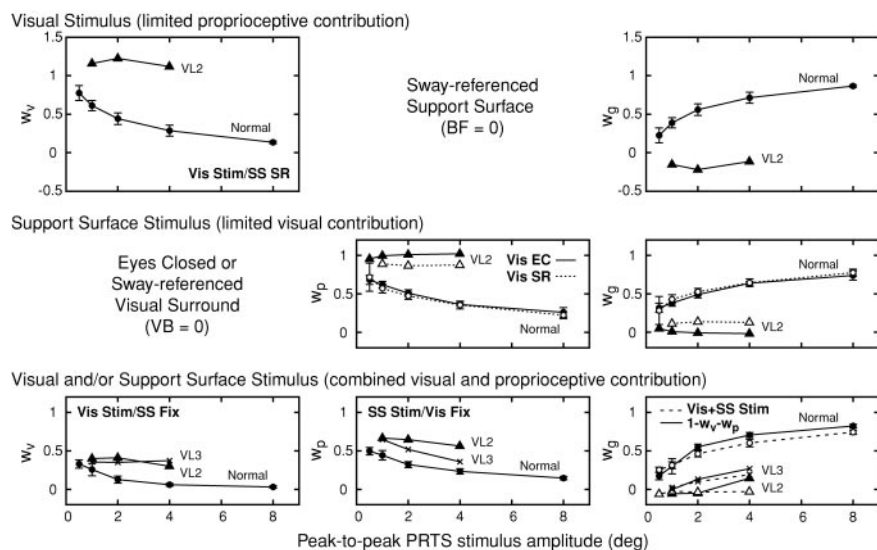 Visual Stimulus (limited proprioceptive contribution)
1.5
1
0.5
0
-0.5
wv
VL2
Normal
Vis Stim/SS SR
Sway-referenced
Support Surface
(BF = 0)
1.5
1
0.5
0
-0.5
wg
Normal
VL2
Support Surface Stimulus (limited visual contribution)
Eyes Closed or
Sway-referenced
Visual Surround
(VB = 0)
1
0.5
0
wp
Vis EC
VL2
Vis SR
Normal
1
0.5
0
wg
Normal
VL2
Visual and/or Support Surface Stimulus (combined visual and proprioceptive contribution)
Vis Stim/SS Fix
1
0.5
0
wv
VL3
VL2
Normal
0 2 4 6 8
SS Stim/Vis Fix
1
0.5
0
wp
VL2
VL3
Normal
0 2 4 6 8
Vis+SS Stim
1-wv-wp
1
0.5
0
wg
Normal
VL3
VL2
0 2 4 6 8
Peak-to-peak PRTS stimulus amplitude (deg)